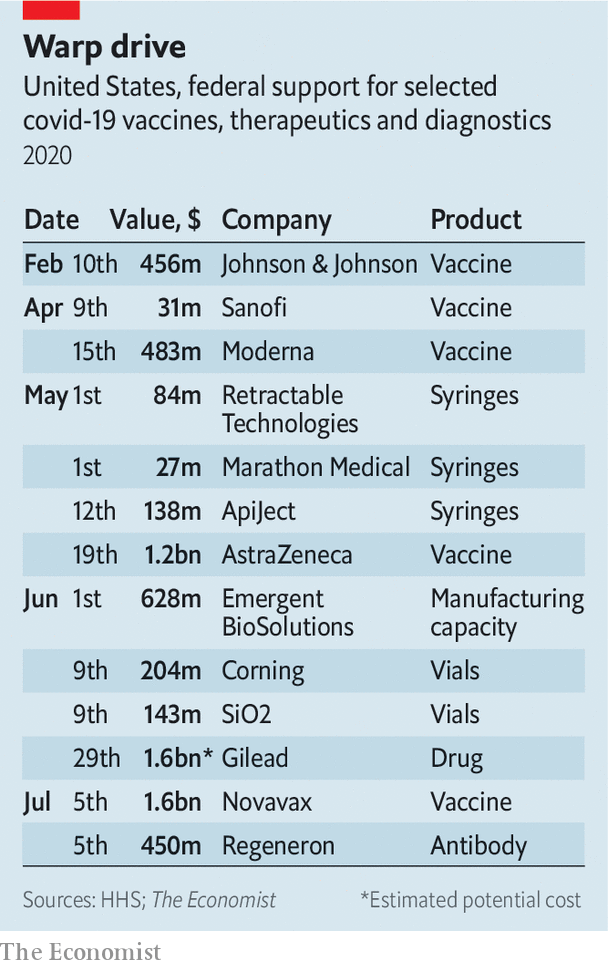 Warp drive
United States, federal support for selected
covid-19 vaccines, therapeutics and diagnostics
2020
Date Value, $ Company Product
Feb 10th 456m Johnson & Johnson Vaccine
Apr 9th 31m Sanofi Vaccine
15th 483m Moderna Vaccine
May 1st 84m Retractable Syringes
Technologies
1st 27m Marathon Medical Syringes
12th 138m ApiJect Syringes
19th 1.2bn AstraZeneca Vaccine
Jun 1st 628m Emergent Manufacturing
BioSolutions capacity
9th 204m Corning Vials
9th 143m SiO2 Vials
29th 1.6bn* Gilead Drug
Jul 5th 1.6bn Novavax Vaccine
5th 450m Regeneron Antibody
Sources: HHS; The Economist *Estimated potential cost
The Economist